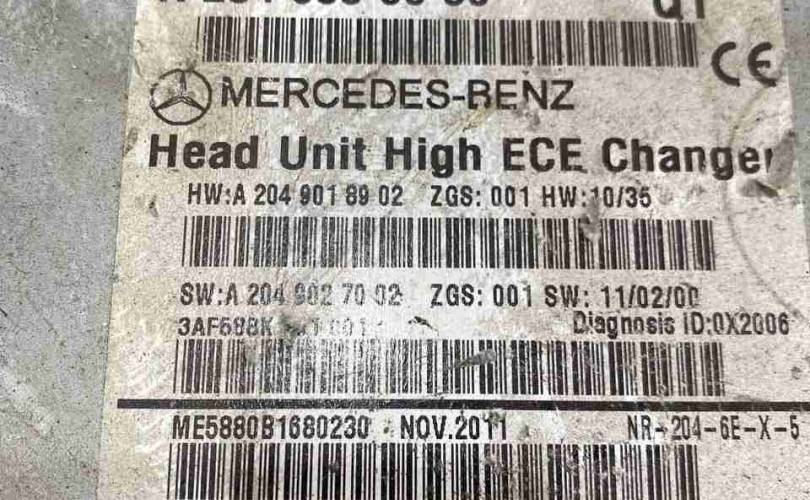 Q1
CE
MERCEDES-BENZ
Head Unit High ECE Changer
HW:A 204 901 89 02 ZGS: 001 HW:10/35
SW:A 204 902 70 02 ZGS: 001 SW: 11/02/00
Diagnosis ID:0X2006
ME5880B1680230 NOV.2011 NR-204-6E-X-5